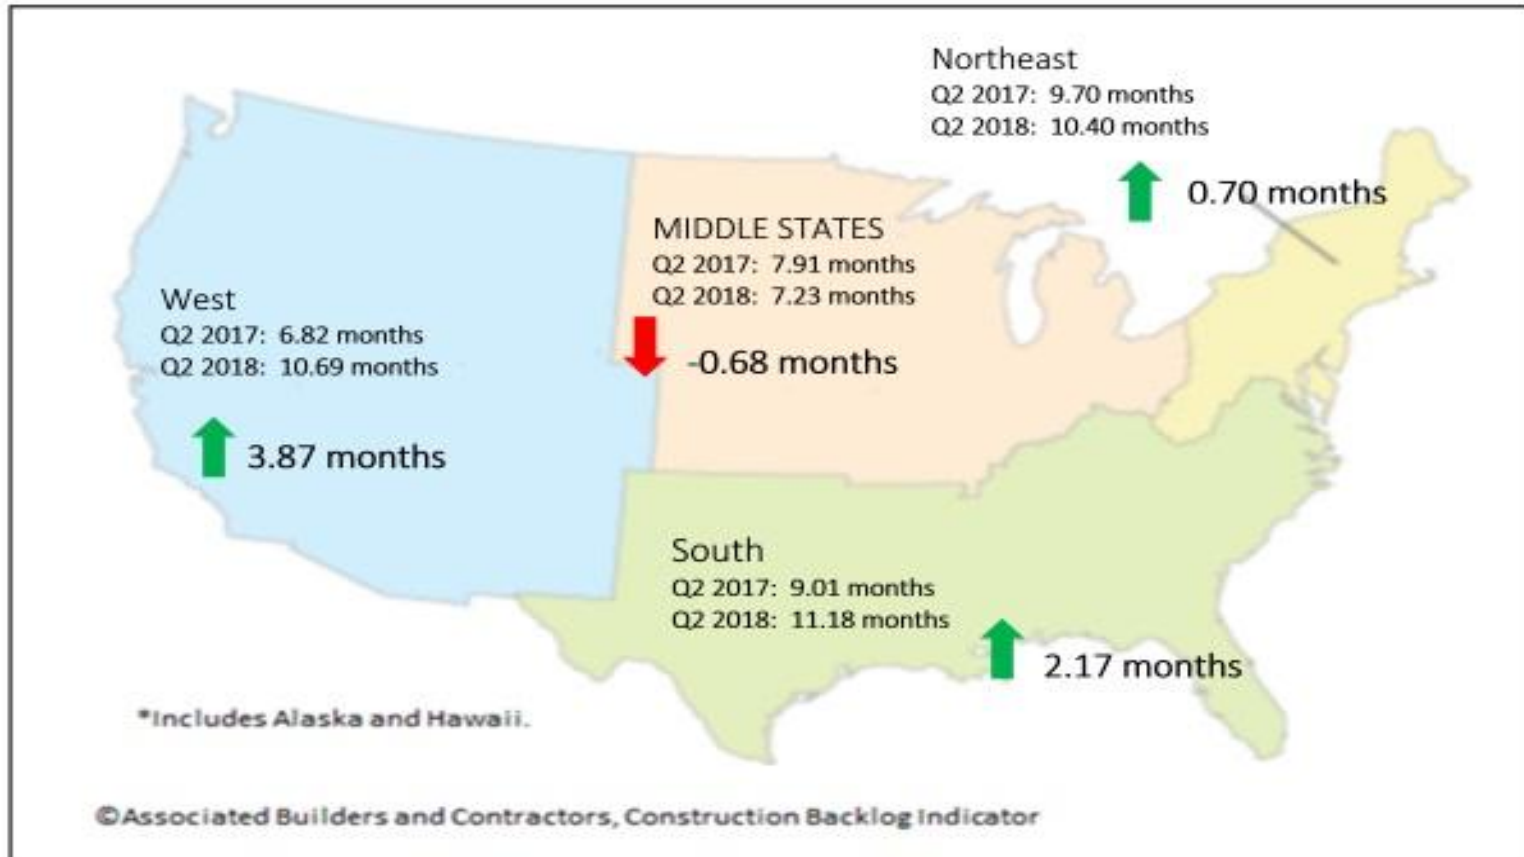 Northeast
Q2 2017: 9.70 months
Q2 2018: 10.40 months
0.70 months
MIDDLE STATES
Q2 2017: 7.91 months
Q2 2018: 7.23 months
-0.68 months
West
Q2 2017: 6.82 months
Q2 2018: 10.69 months
3.87 months
South
Q2 2017: 9.01 months
Q2 2018: 11.18 months
2.17 months
*Includes Alaska and Hawaii.
©Associated Builders and Contractors, Construction Backlog Indicator